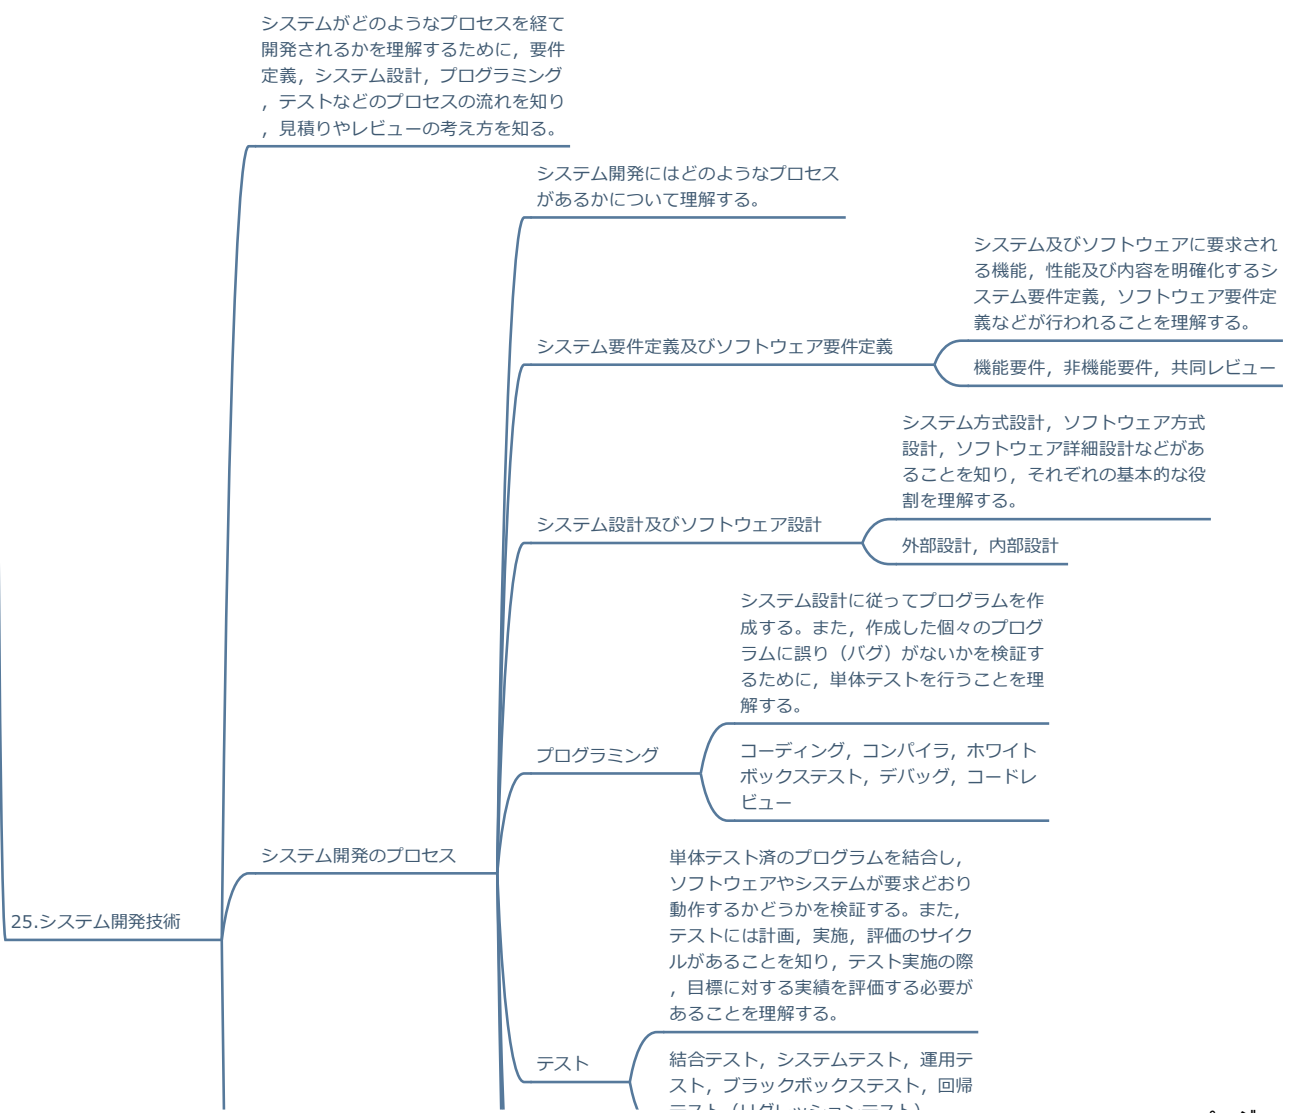 システムがどのようなプロセスを経て
開発されるかを理解するために，要件
定義，システム設計，プログラミング
，テストなどのプロセスの流れを知り
，見積りやレビューの考え方を知る。
システム開発にはどのようなプロセス
があるかについて理解する。
システム及びソフトウェアに要求され
る機能，性能及び内容を明確化するシ
ステム要件定義，ソフトウェア要件定
義などが行われることを理解する。
システム要件定義及びソフトウェア要件定義
機能要件，非機能要件，共同レビュー
システム方式設計，ソフトウェア方式
設計，ソフトウェア詳細設計などがあ
ることを知り，それぞれの基本的な役
割を理解する。
システム設計及びソフトウェア設計
外部設計，内部設計
システム設計に従ってプログラムを作
成する。また，作成した個々のプログ
ラムに誤り（バグ）がないかを検証す
るために，単体テストを行うことを理
解する。
プログラミング
コーディング，コンパイラ，ホワイト
ボックステスト，デバッグ，コードレ
ビュー
システム開発のプロセス
単体テスト済のプログラムを結合し，
ソフトウェアやシステムが要求どおり
動作するかどうかを検証する。また，
テストには計画，実施，評価のサイク
ルがあることを知り，テスト実施の際
，目標に対する実績を評価する必要が
あることを理解する。
25.システム開発技術
テスト
結合テスト，システムテスト，運用テ
スト，ブラックボックステスト，回帰
テスト（リグレッションテスト）